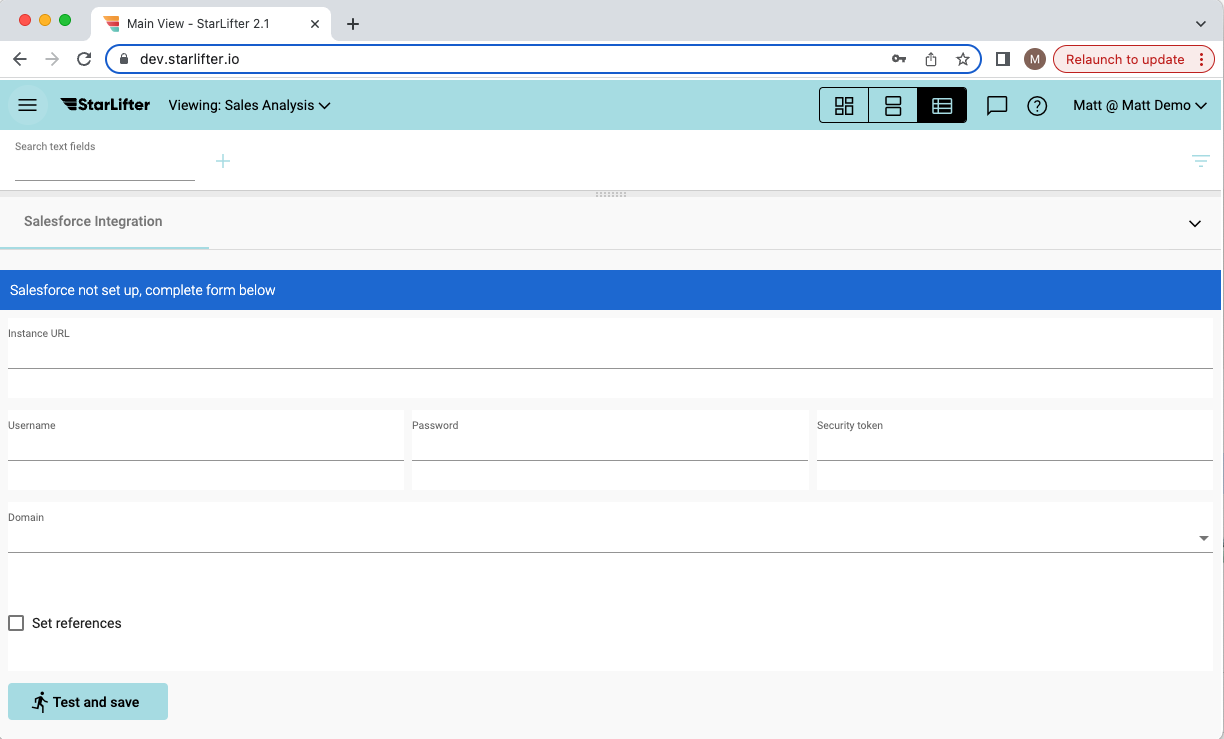 Main View - StarLifter 2.1
dev.starlifter.io
M
Relaunch to update
StarLifter
Viewing: Sales Analysis
Matt @ Matt Demo
Search text fields
Salesforce Integration
Salesforce not set up, complete form below
Instance URL
Username Password Security token
Domain
Set references
Test and save